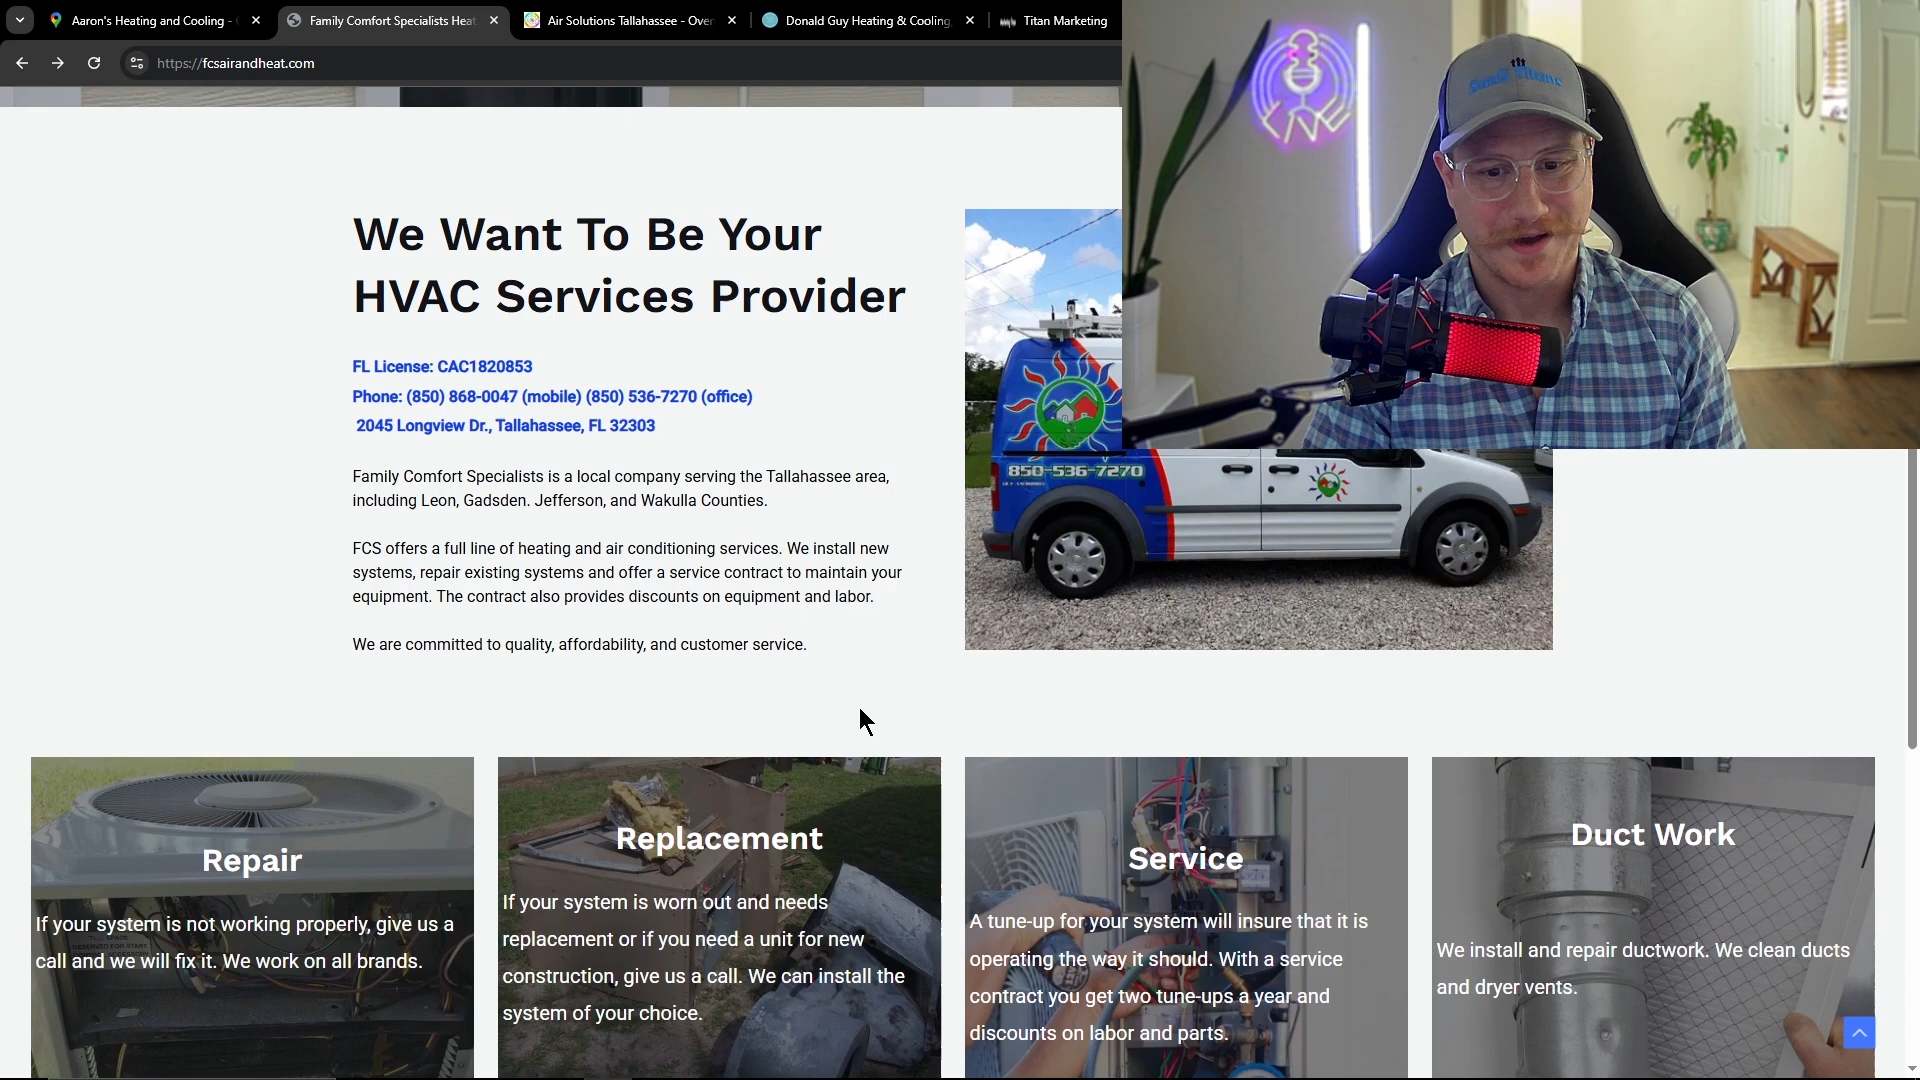 Aaron's Heating and Cooling -
Family Comfort Specialists Heat
Air Solutions Tallahassee - Over
Donald Guy Heating & Cooling
Titan Marketing
https://fcsairandheat.com
LIVE
We Want To Be Your
HVAC Services Provider
FL License: CAC1820853
Phone: (850) 868-0047 (mobile) (850) 536-7270 (office)
2045 Longview Dr., Tallahassee, FL 32303
850-536-7270
Family Comfort Specialists is a local company serving the Tallahassee area,
including Leon, Gadsden. Jefferson, and Wakulla Counties.
FCS offers a full line of heating and air conditioning services. We install new
systems, repair existing systems and offer a service contract to maintain your
equipment. The contract also provides discounts on equipment and labor.
We are committed to quality, affordability, and customer service.
Repair
If your system is not working properly, give us a
call and we will fix it. We work on all brands.
Replacement
If your system is worn out and needs
replacement or if you need a unit for new
construction, give us a call. We can install the
system of your choice.
Service
A tune-up for your system will insure that it is
operating the way it should. With a service
contract you get two tune-ups a year and
discounts on labor and parts.
Duct Work
We install and repair ductwork. We clean ducts
and dryer vents.